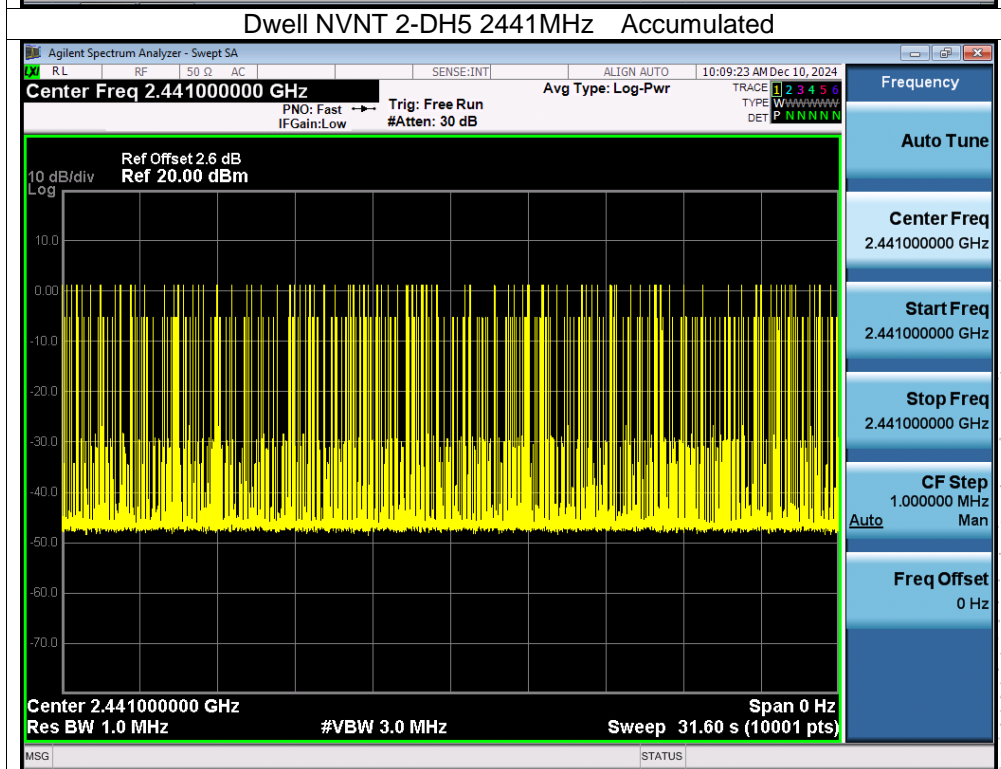 Dwell NVNT 2-DH5 2441MHz Accumulated
Agilent Spectrum Analyzer - Swept SA
LXI RL RF 50 Ω AC SENSE:INT ALIGN AUTO 10:09:23 AM Dec 10, 2024
Center Freq 2.441000000 GHz
PNO: Fast
IFGain:Low
Trig: Free Run
#Atten: 30 dB
Avg Type: Log-Pwr
TRACE 1 2 3 4 5 6
TYPE WWWWWWW
DET P N N N N N
Ref Offset 2.6 dB
10 dB/div Ref 20.00 dBm
Log
10.0
0.00
-10.0
-20.0
-30.0
-40.0
-50.0
-60.0
-70.0
Center 2.441000000 GHz Span 0 Hz
Res BW 1.0 MHz #VBW 3.0 MHz Sweep 31.60 s (10001 pts)
MSG STATUS
Frequency
Auto Tune
Center Freq
2.441000000 GHz
Start Freq
2.441000000 GHz
Stop Freq
2.441000000 GHz
CF Step
1.000000 MHz
Auto Man
Freq Offset
0 Hz